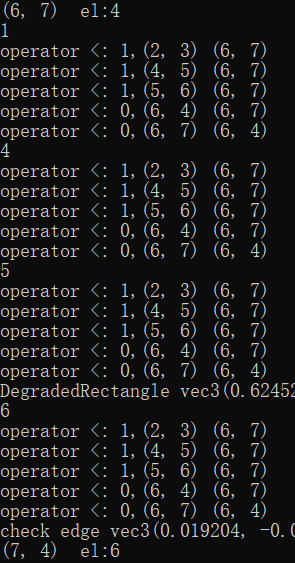 (6, 7)  el:4
1
operator <: 1,(2, 3) (6, 7)
operator <: 1,(4, 5) (6, 7)
operator <: 1,(5, 6) (6, 7)
operator <: 0,(6, 4) (6, 7)
operator <: 0,(6, 7) (6, 4)
4
operator <: 1,(2, 3) (6, 7)
operator <: 1,(4, 5) (6, 7)
operator <: 1,(5, 6) (6, 7)
operator <: 0,(6, 4) (6, 7)
operator <: 0,(6, 7) (6, 4)
5
operator <: 1,(2, 3) (6, 7)
operator <: 1,(4, 5) (6, 7)
operator <: 1,(5, 6) (6, 7)
operator <: 0,(6, 4) (6, 7)
operator <: 0,(6, 7) (6, 4)
DegradedRectangle vec3(0.62452
6
operator <: 1,(2, 3) (6, 7)
operator <: 1,(4, 5) (6, 7)
operator <: 1,(5, 6) (6, 7)
operator <: 0,(6, 4) (6, 7)
operator <: 0,(6, 7) (6, 4)
check edge vec3(0.019204, -0.0
(7, 4)  el:6